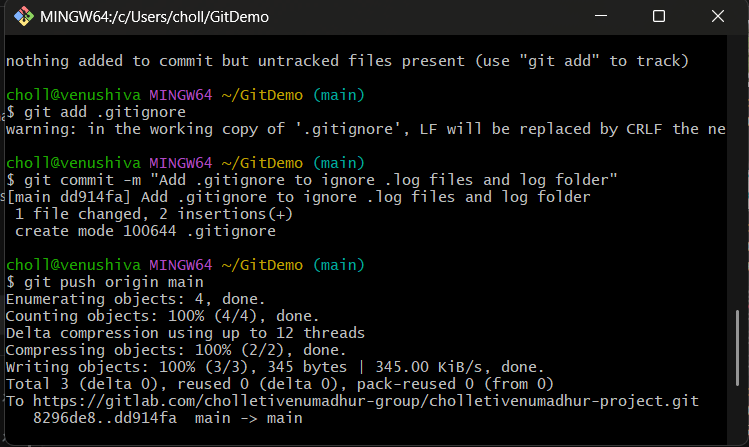 MINGW64:/c/Users/choll/GitDemo
nothing added to commit but untracked files present (use "git add" to track)
choll@venushiva MINGW64 ~/GitDemo (main)
$ git add .gitignore
warning: in the working copy of '.gitignore', LF will be replaced by CRLF the ne
choll@venushiva MINGW64 ~/GitDemo (main)
$ git commit -m "Add .gitignore to ignore .log files and log folder"
[main dd914fa] Add .gitignore to ignore .log files and log folder
 1 file changed, 2 insertions(+)
 create mode 100644 .gitignore
choll@venushiva MINGW64 ~/GitDemo (main)
$ git push origin main
Enumerating objects: 4, done.
Counting objects: 100% (4/4), done.
Delta compression using up to 12 threads
Compressing objects: 100% (2/2), done.
Writing objects: 100% (3/3), 345 bytes | 345.00 KiB/s, done.
Total 3 (delta 0), reused 0 (delta 0), pack-reused 0 (from 0)
To https://gitlab.com/cholletivenumadhur-group/cholletivenumadhur-project.git
   8296de8..dd914fa  main -> main